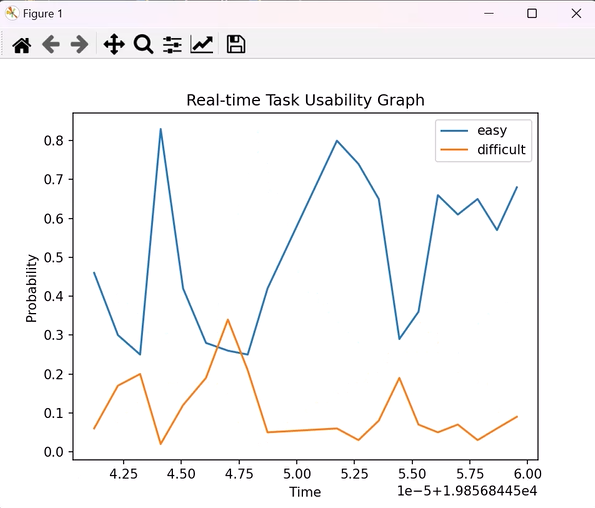 Figure 1
Real-time Task Usability Graph
easy
difficult
Probability
0.8
0.7
0.6
0.5
0.4
0.3
0.2
0.1
0.0
4.25 4.50 4.75 5.00 5.25 5.50 5.75 6.00
Time
1e-5+1.98568445e4